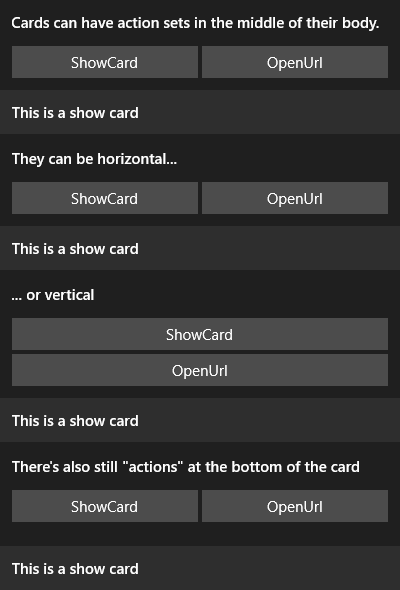 Cards can have action sets in the middle of their body.
ShowCard OpenUrl
This is a show card
They can be horizontal...
ShowCard OpenUrl
This is a show card
... or vertical
ShowCard
OpenUrl
This is a show card
There's also still "actions" at the bottom of the card
ShowCard OpenUrl
This is a show card